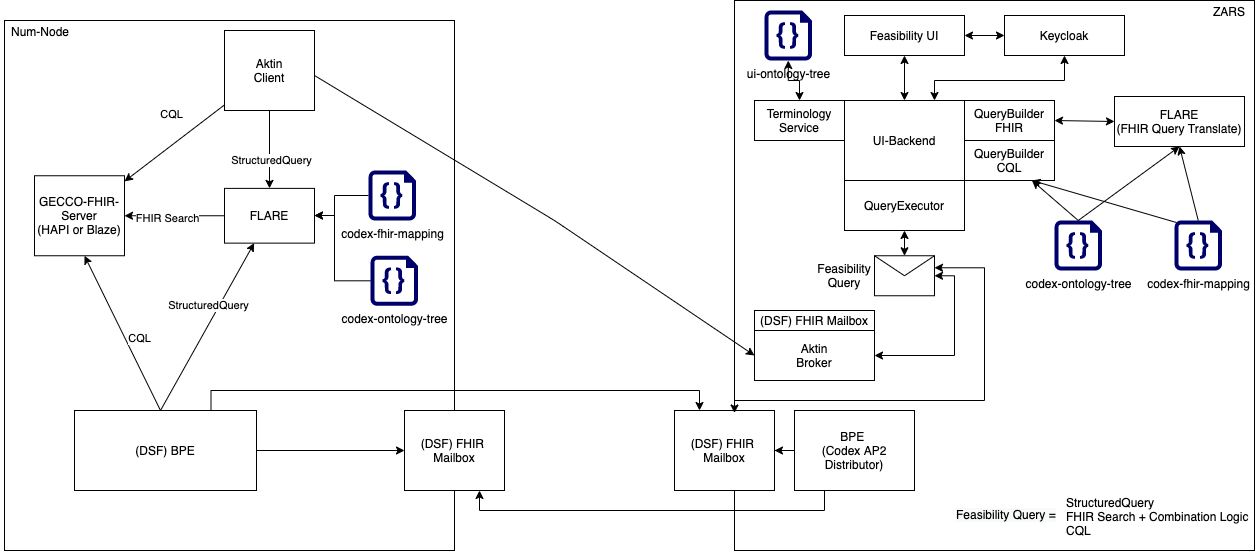 Num-Node
Aktin
Client
CQL
StructuredQuery
GECCO-FHIR-
Server
(HAPI or Blaze)
FHIR Search
FLARE
codex-fhir-mapping
codex-ontology-tree
StructuredQuery
CQL
(DSF) BPE
(DSF) FHIR
Mailbox
ZARS
ui-ontology-tree
Feasibility UI
Keycloak
Terminology
Service
UI-Backend
QueryBuilder
FHIR
QueryBuilder
CQL
FLARE
(FHIR Query Translate)
QueryExecutor
codex-ontology-tree
codex-fhir-mapping
Feasibility
Query
(DSF) FHIR Mailbox
Aktin
Broker
(DSF) FHIR
Mailbox
BPE
(Codex AP2
Distributor)
Feasibility Query =
StructuredQuery
FHIR Search + Combination Logic
CQL